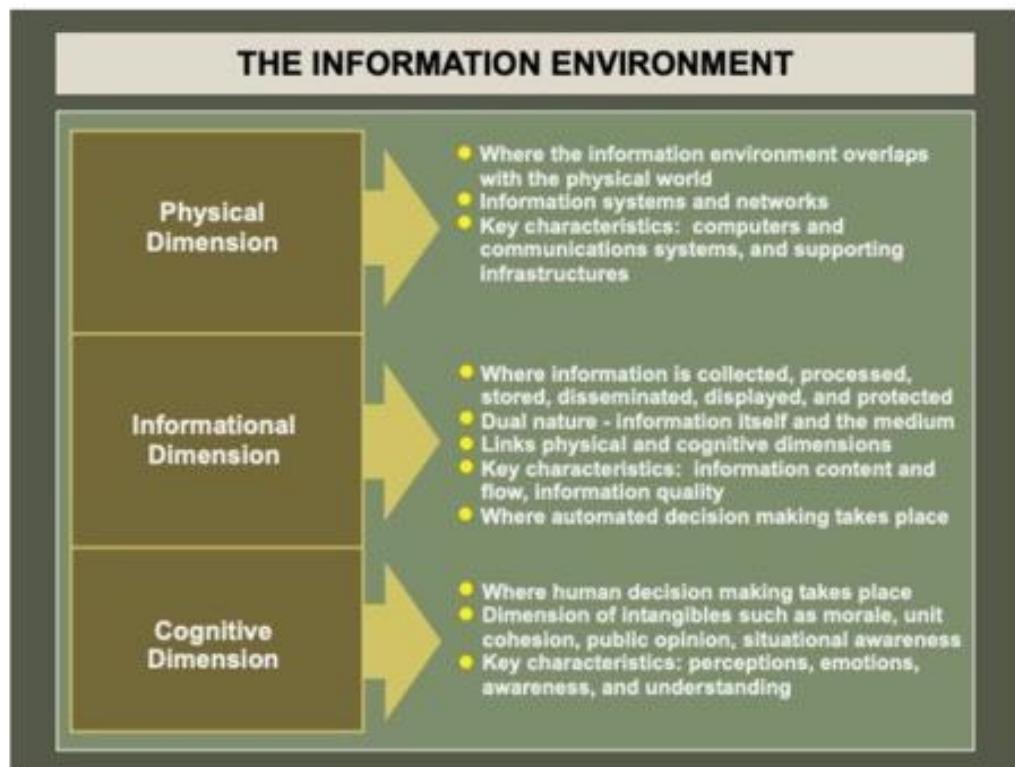 THE INFORMATION ENVIRONMENT
Physical
Dimension
Where the information environment overlaps
with the physical world
Information systems and networks
Key characteristics: computers and
communications systems, and supporting
infrastructures
Informational
Dimension
Where information is collected, processed,
stored, disseminated, displayed, and protected
Dual nature - information itself and the medium
Links physical and cognitive dimensions
Key characteristics: information content and
flow, information quality
Where automated decision making takes place
Cognitive
Dimension
Where human decision making takes place
Dimension of intangibles such as morale, unit
cohesion, public opinion, situational awareness
Key characteristics: perceptions, emotions,
awareness, and understanding